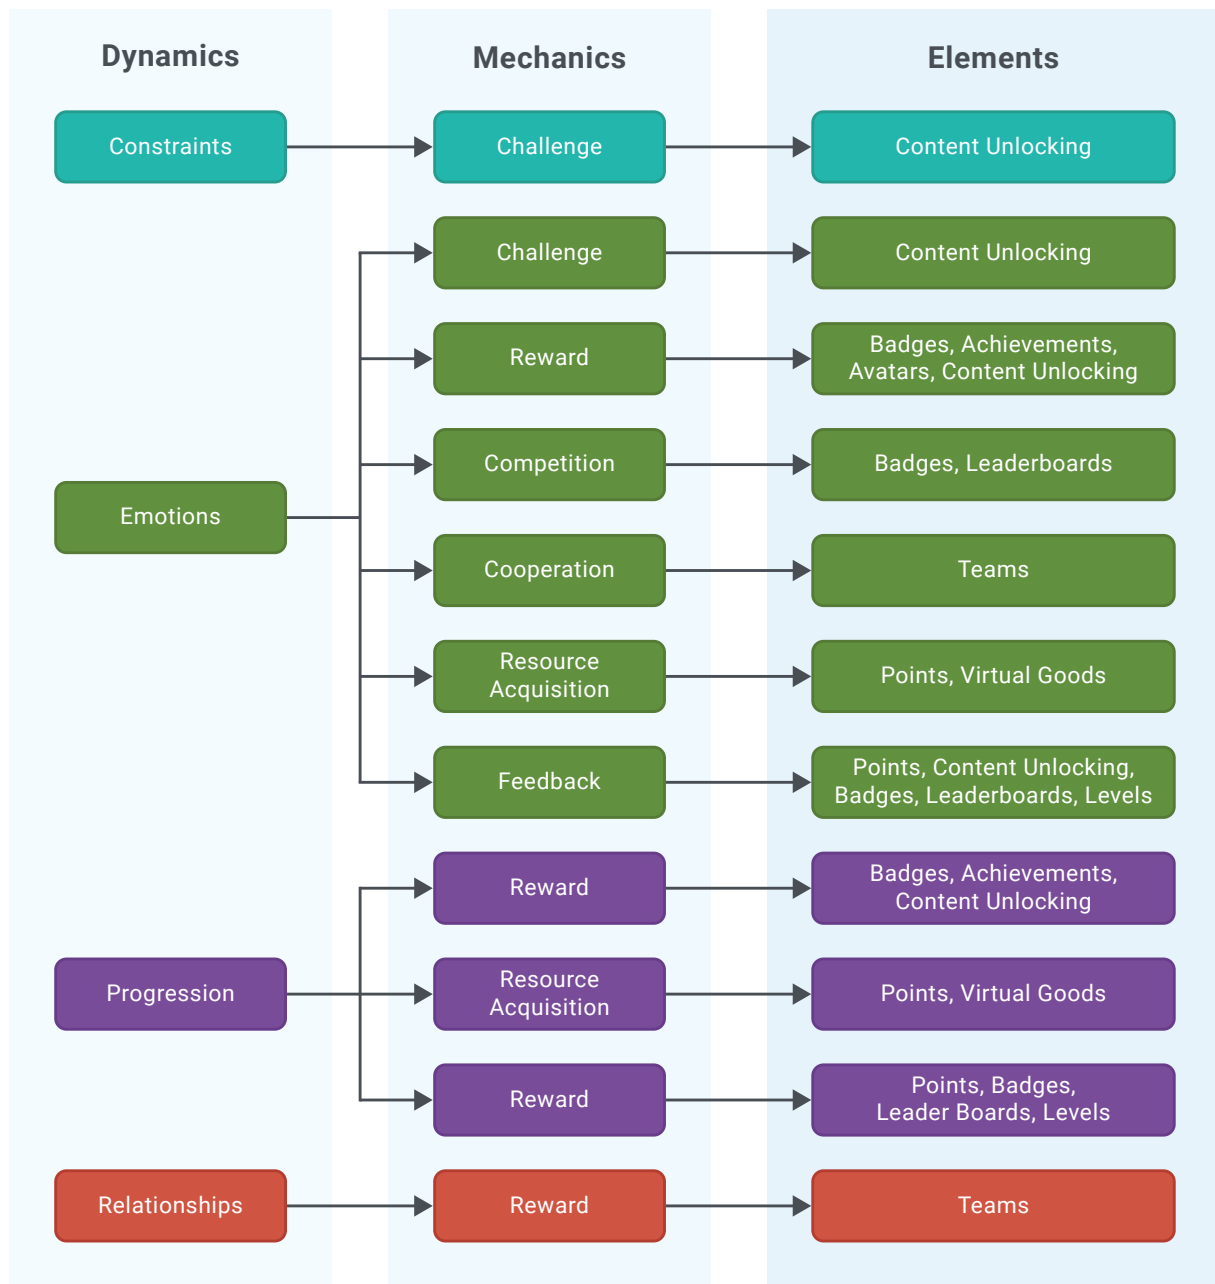 Dynamics
Mechanics
Elements
Constraints
Challenge
Content Unlocking
Challenge
Content Unlocking
Reward
Badges, Achievements,
Avatars, Content Unlocking
Competition
Badges, Leaderboards
Emotions
Cooperation
Teams
Resource
Acquisition
Points, Virtual Goods
Feedback
Points, Content Unlocking,
Badges, Leaderboards, Levels
Reward
Badges, Achievements,
Content Unlocking
Progression
Resource
Acquisition
Points, Virtual Goods
Reward
Points, Badges,
Leader Boards, Levels
Relationships
Reward
Teams